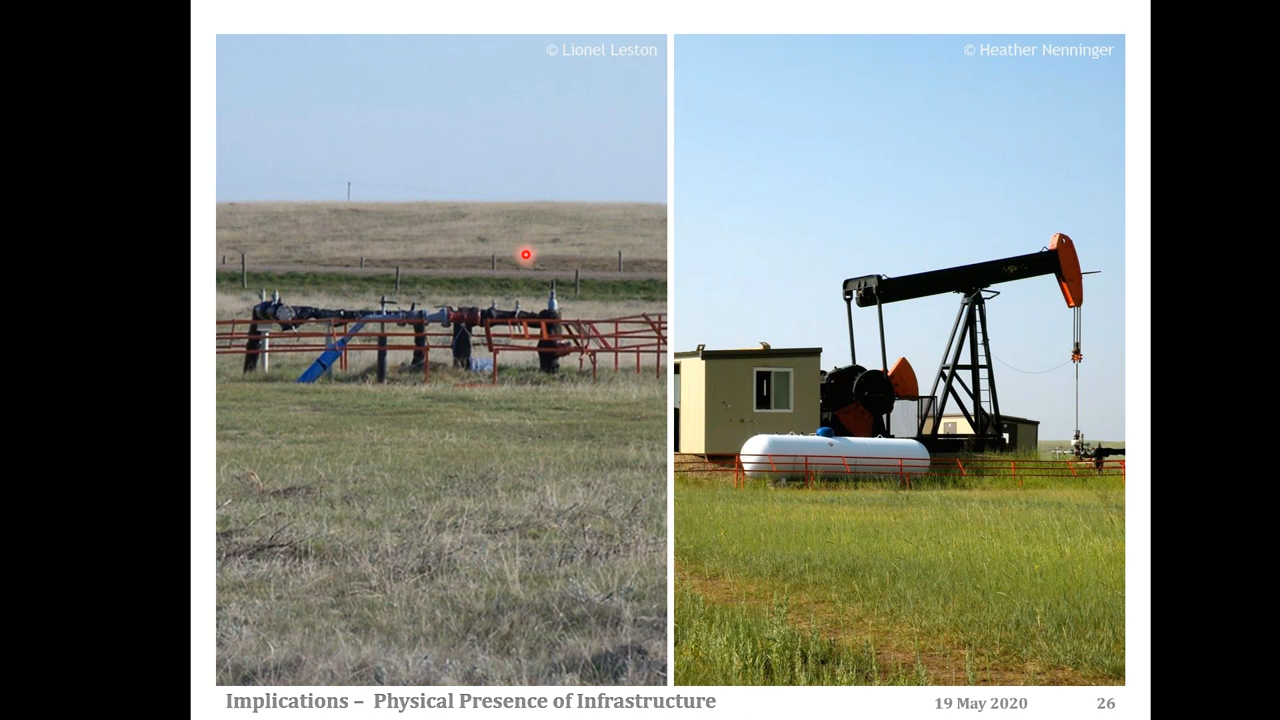 © Lionel Leston
© Heather Nenninger
Implications – Physical Presence of Infrastructure
19 May 2020
26